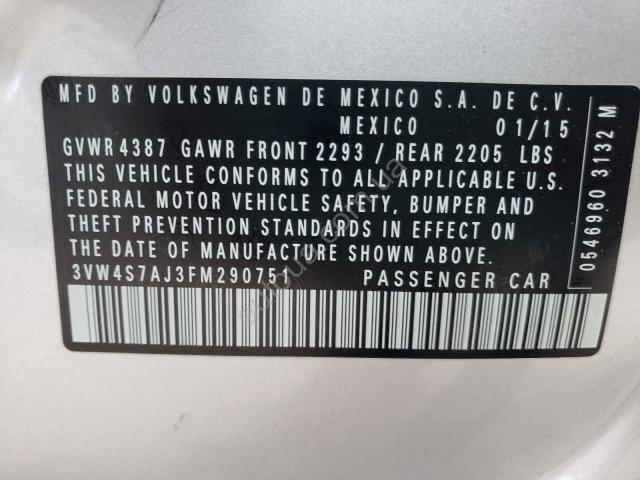 MFD BY VOLKSWAGEN DE MEXICO S.A. DE C.V.
MEXICO 01/15
GVWR 4387 GAWR FRONT 2293 / REAR 2205 LBS
THIS VEHICLE CONFORMS TO ALL APPLICABLE U.S.
FEDERAL MOTOR VEHICLE SAFETY, BUMPER AND
THEFT PREVENTION STANDARDS IN EFFECT ON
THE DATE OF MANUFACTURE SHOWN ABOVE.
3VW4S7AJ3FM290751 PASSENGER CAR
0546960 3132 M